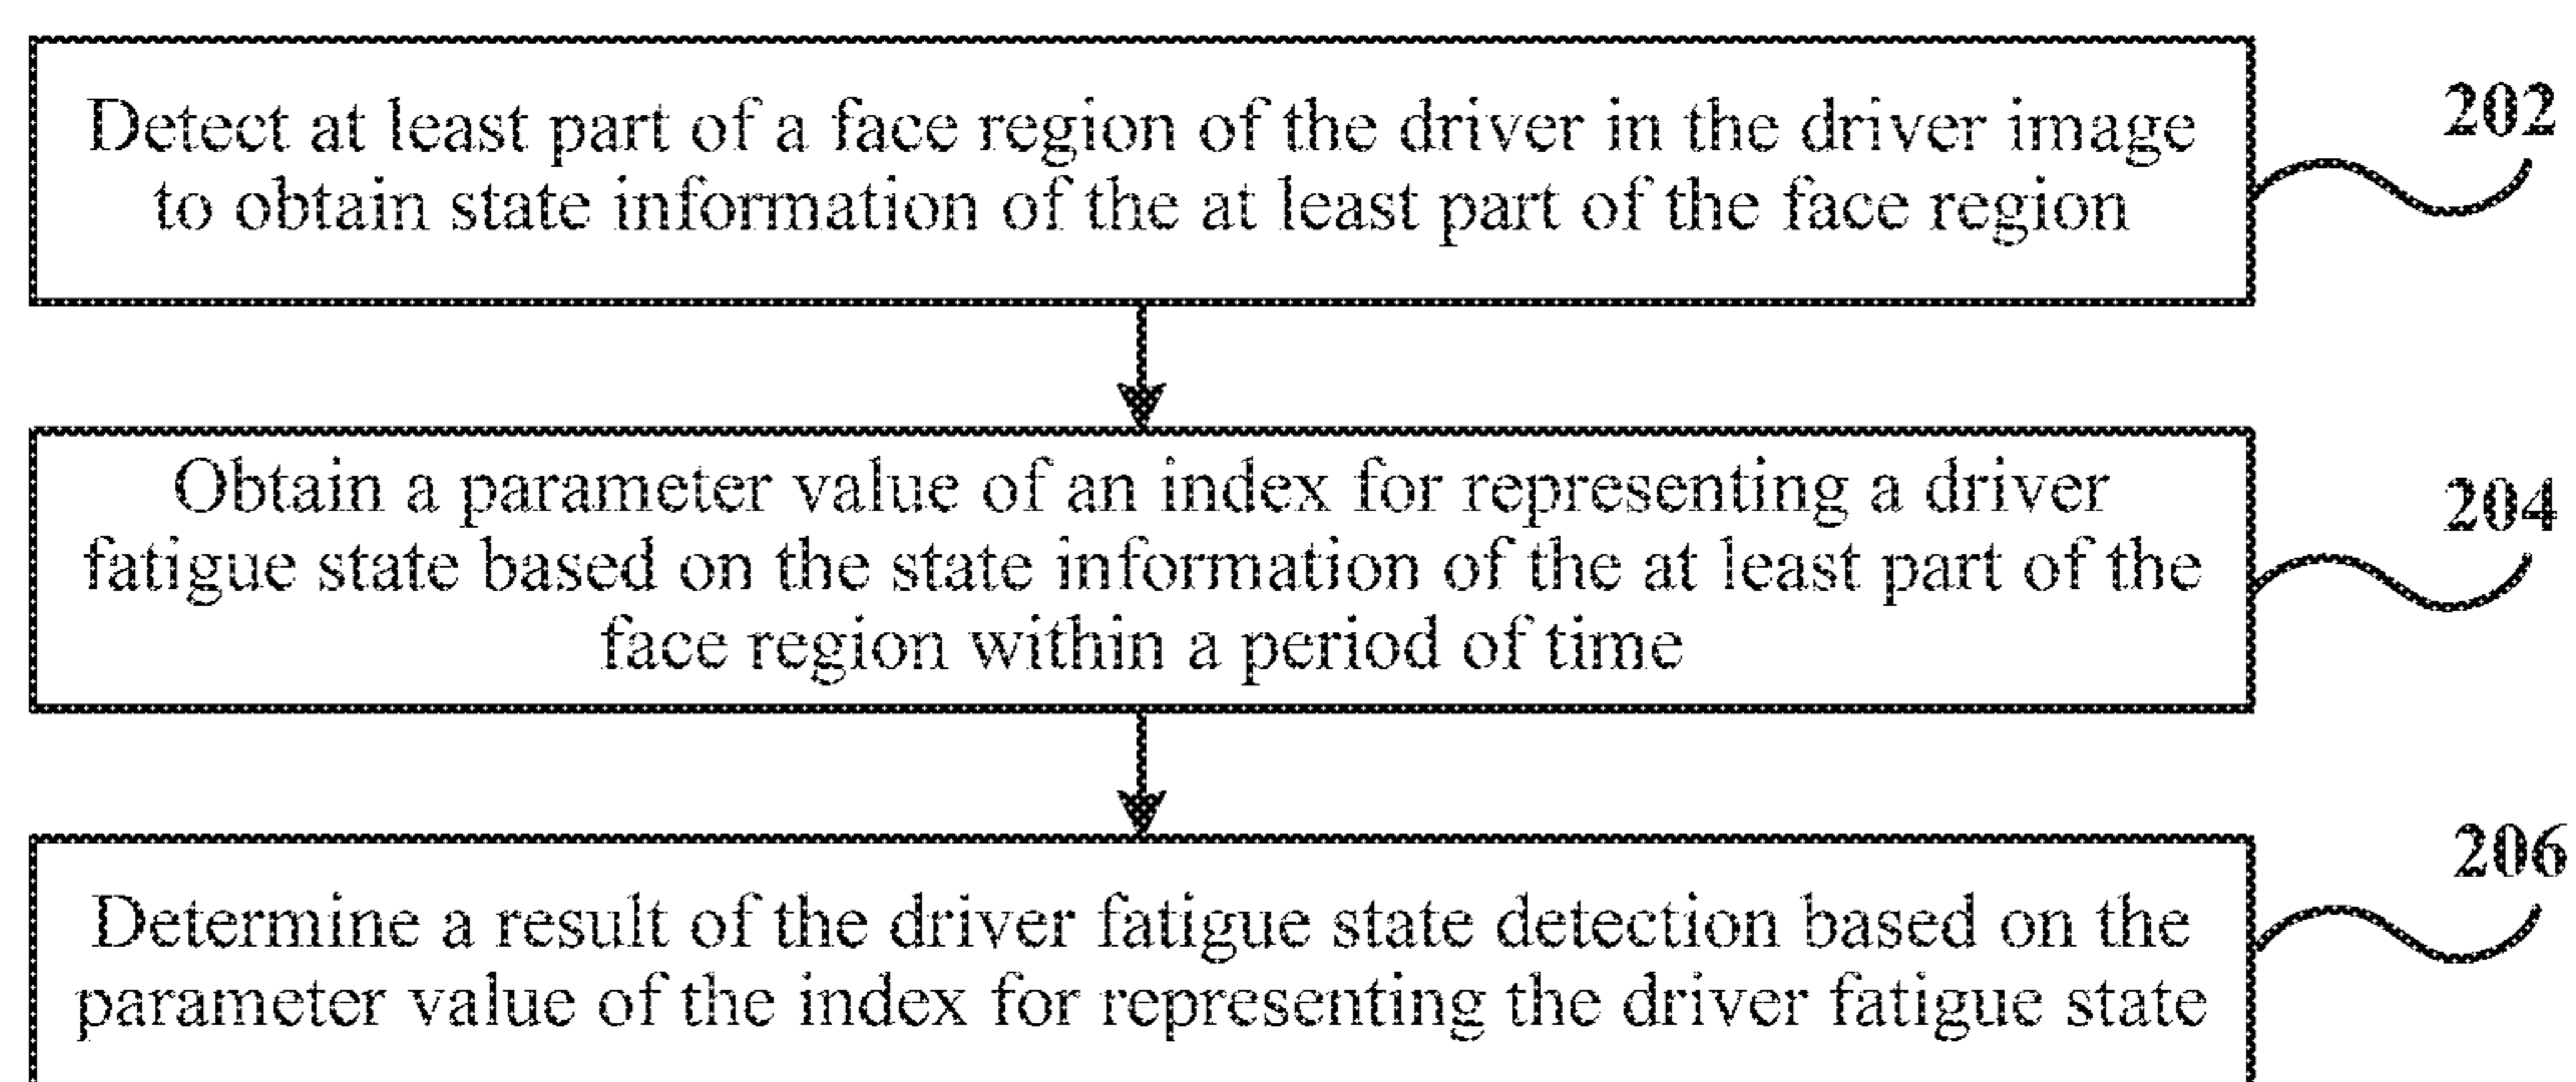 Detect at least part of a face region of the driver in the driver image
to obtain state information of the at least part of the face region
202
Obtain a parameter value of an index for representing a driver
fatigue state based on the state information of the at least part of the
face region within a period of time
204
Determine a result of the driver fatigue state detection based on the
parameter value of the index for representing the driver fatigue state
206